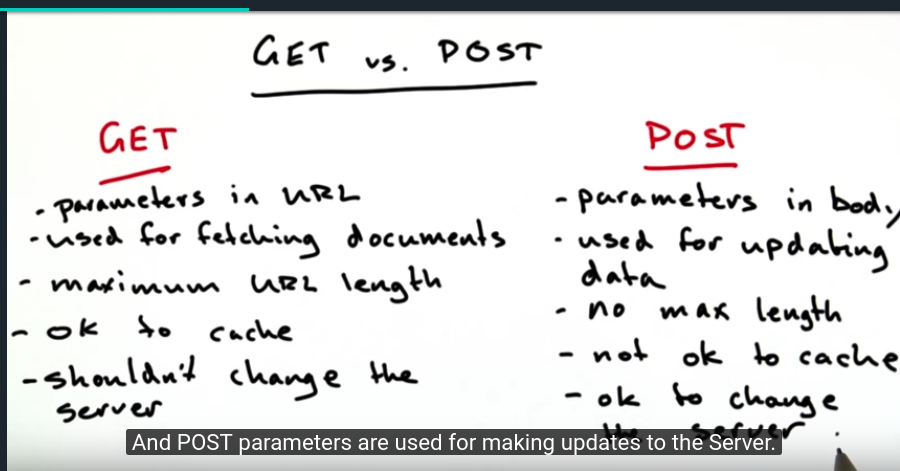 GET vs. POST
GET
- parameters in URL
- used for fetching documents
- maximum URL length
- ok to cache
- shouldn't change the
server
POST
- parameters in body
- used for updating
data
- no max length
- not ok to cache
- ok to change
the server
And POST parameters are used for making updates to the Server.